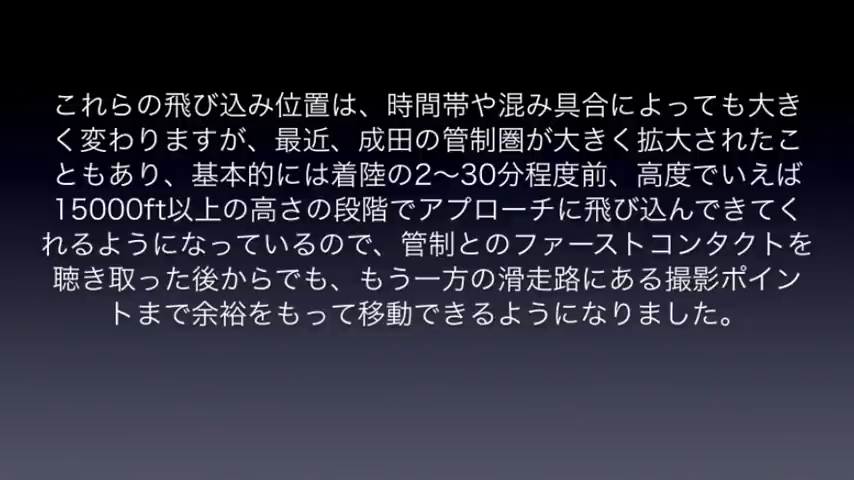 これらの飛び込み位置は、時間帯や混み具合によっても大き
く変わりますが、最近、成田の管制圏が大きく拡大されたこ
ともあり、基本的には着陸の2〜30分程度前、高度でいえば
15000ft以上の高さの段階でアプローチに飛び込んできてく
れるようになっているので、管制とのファーストコンタクトを
聴き取った後からでも、もう一方の滑走路にある撮影ポイン
トまで余裕をもって移動できるようになりました。